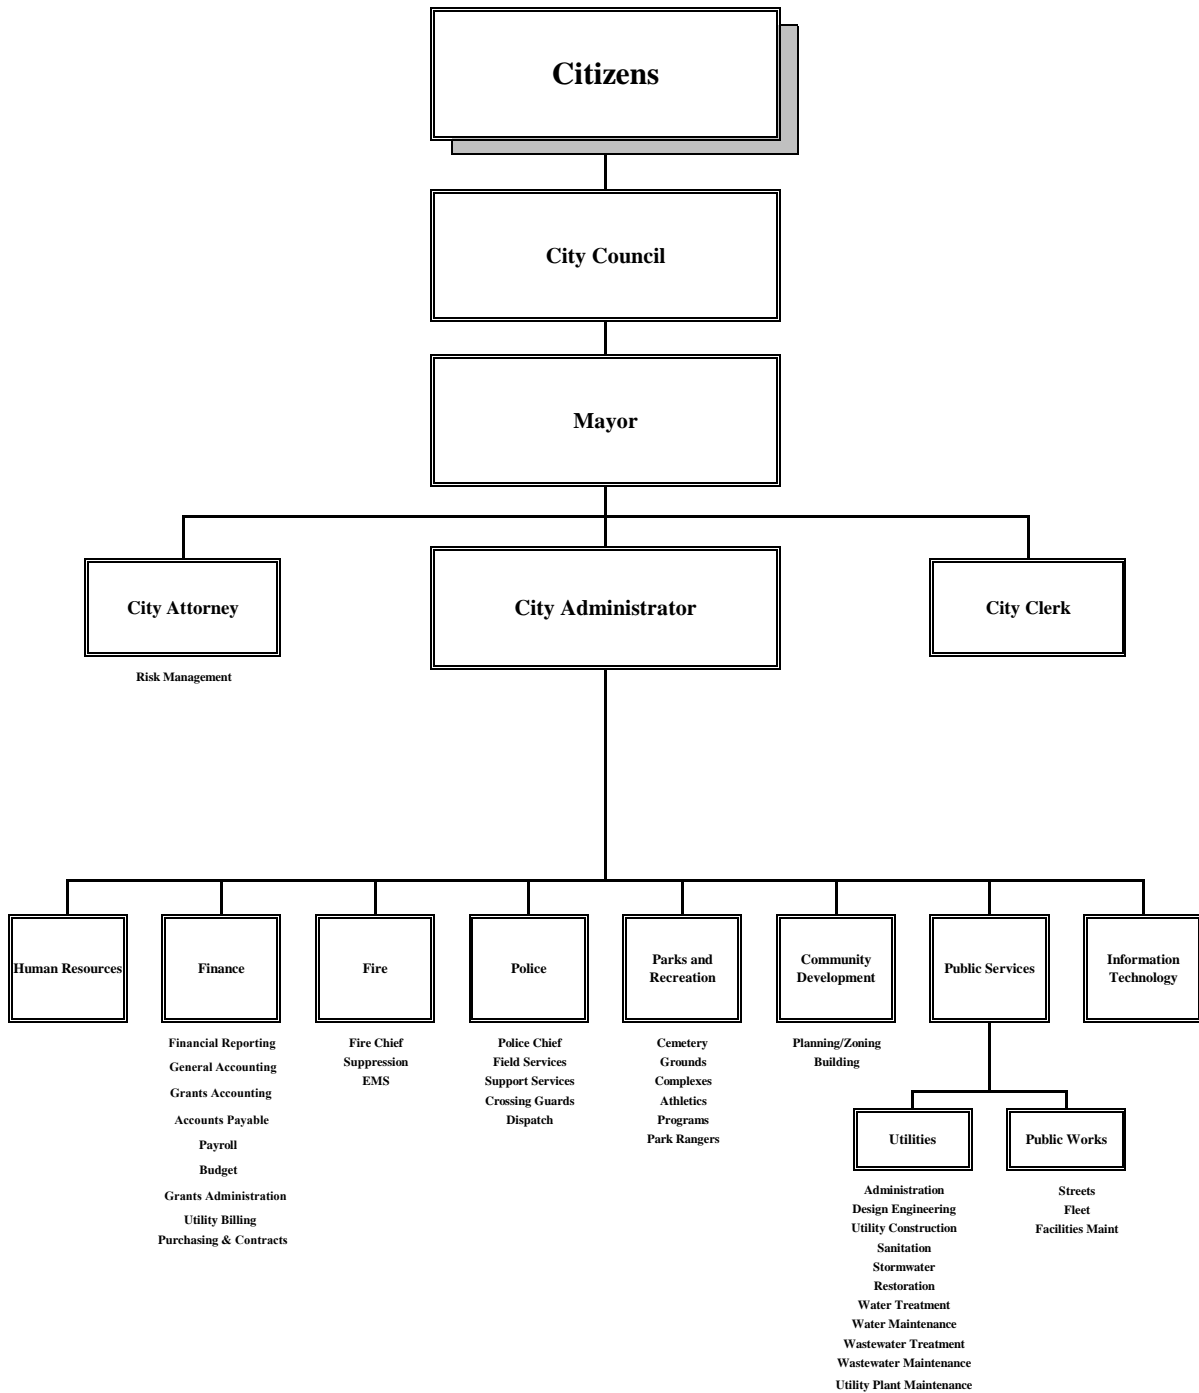 Citizens
City Council
Mayor
City Attorney
City Administrator
City Clerk
Risk Management
Human Resources
Finance
Fire
Police
Parks and
Recreation
Community
Development
Public Services
Information
Technology
Financial Reporting
General Accounting
Grants Accounting
Accounts Payable
Payroll
Budget
Grants Administration
Utility Billing
Purchasing & Contracts
Fire Chief
Suppression
EMS
Police Chief
Field Services
Support Services
Crossing Guards
Dispatch
Cemetery
Grounds
Complexes
Athletics
Programs
Park Rangers
Planning/Zoning
Building
Utilities
Public Works
Administration
Design Engineering
Utility Construction
Sanitation
Stormwater
Restoration
Water Treatment
Water Maintenance
Wastewater Treatment
Wastewater Maintenance
Utility Plant Maintenance
Streets
Fleet
Facilities Maint